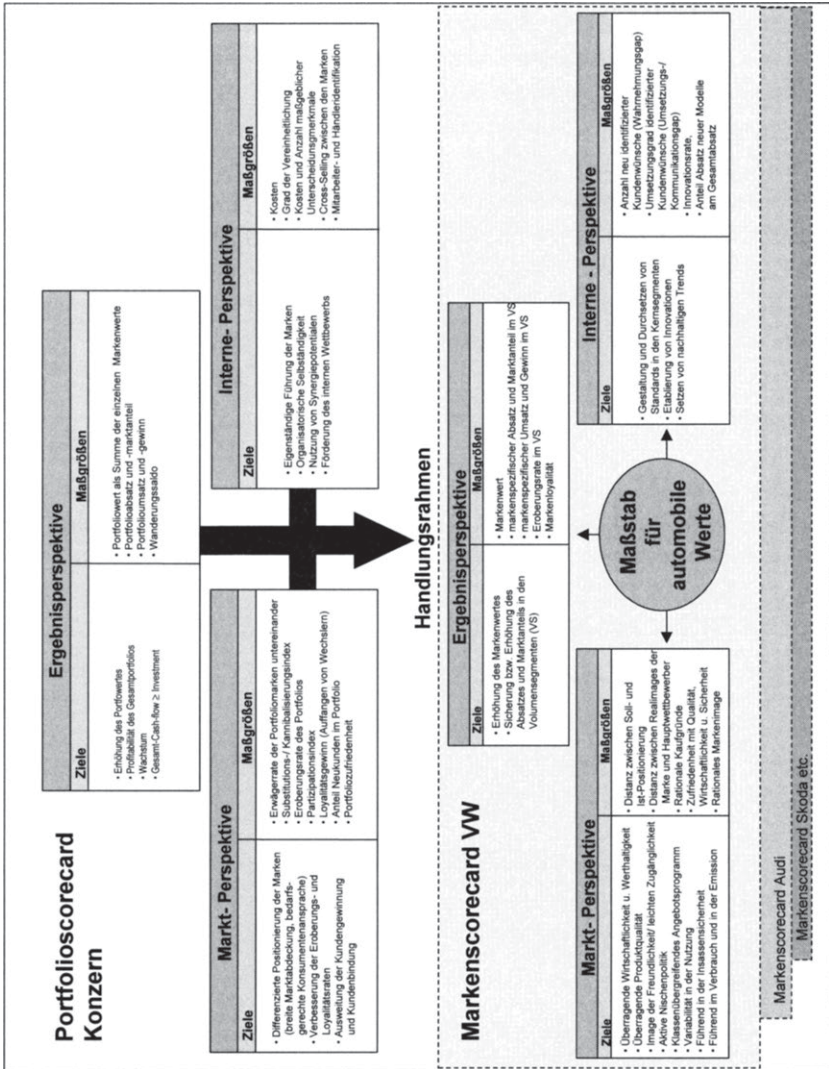 Portfolioscorecard
Konzern
Ergebnisperspektive
Ziele
Maßgrößen
• Erhöhung des Portfowertes
• Profitabilität des Gesamtportfolios
• Wachstum
• Gesamt-Cash-flow ≥ Investment
• Portfoliowert als Summe der einzelnen Markenwerte
• Portfolioabsatz und -marktanteil
• Portfolioumsatz und -gewinn
• Wanderungssaldo
Markt- Perspektive
Ziele
Maßgrößen
• Differenzierte Positionierung der Marken
(breite Marktabdeckung, bedarfs-
gerechte Konsumentenansprache)
• Verbesserung der Eroberungs- und
Loyalitätsraten
• Ausweitung der Kundengewinnung
und Kundenbindung
• Erwägerrate der Portfoliomarken untereinander
• Substitutions-/ Kannibalisierungsindex
• Eroberungsrate des Portfolios
• Partizipationsindex
• Loyalitätsgewinn (Auffangen von Wechslern)
• Anteil Neukunden im Portfolio
• Portfoliozufriedenheit
Interne- Perspektive
Ziele
Maßgrößen
• Eigenständige Führung der Marken
• Organisatorische Selbständigkeit
• Nutzung von Synergiepotentialen
• Förderung des internen Wettbewerbs
• Kosten
• Grad der Vereinheitlichung
• Kosten und Anzahl maßgeblicher
Unterscheidungsmerkmale
• Cross-Selling zwischen den Marken
• Mitarbeiter- und Händleridentifikation
Handlungsrahmen
Markenscorecard VW
Ergebnisperspektive
Ziele
Maßgrößen
• Erhöhung des Markenwertes
• Sicherung bzw. Erhöhung des
Absatzes und Marktanteils in den
Volumensegmenten (VS)
• Markenwert
• markenspezifischer Absatz und Marktanteil im VS
• markenspezifischer Umsatz und Gewinn im VS
• Eroberungsrate im VS
• Markenloyalität
Markt- Perspektive
Ziele
Maßgrößen
• Überragende Wirtschaftlichkeit u. Werthaltigkeit
• Überragende Produktqualität
• Image der Freundlichkeit/ leichten Zugänglichkeit
• Aktive Nischenpolitik
• Klassenübergreifendes Angebotsprogramm
• Variabilität in der Nutzung
• Führend in der Insassensicherheit
• Führend im Verbrauch und in der Emission
• Distanz zwischen Soll- und
Ist-Positionierung
• Distanz zwischen Realimages der
Marke und Hauptwettbewerber
• Rationale Kaufgründe
• Zufriedenheit mit Qualität,
Wirtschaftlichkeit u. Sicherheit
• Rationales Markenimage
Maßstab
für
automobile
Werte
Interne - Perspektive
Ziele
Maßgrößen
• Gestaltung und Durchsetzen von
Standards in den Kernsegmenten
• Etablierung von Innovationen
• Setzen von nachhaltigen Trends
• Anzahl neu identifizierter
Kundenwünsche (Wahrnehmungsgap)
• Umsetzungsgrad identifizierter
Kundenwünsche (Umsetzungs-/
Kommunikationsgap)
• Innovationsrate,
• Anteil Absatz neuer Modelle
am Gesamtabsatz
Markenscorecard Audi
Markenscorecard Skoda etc.